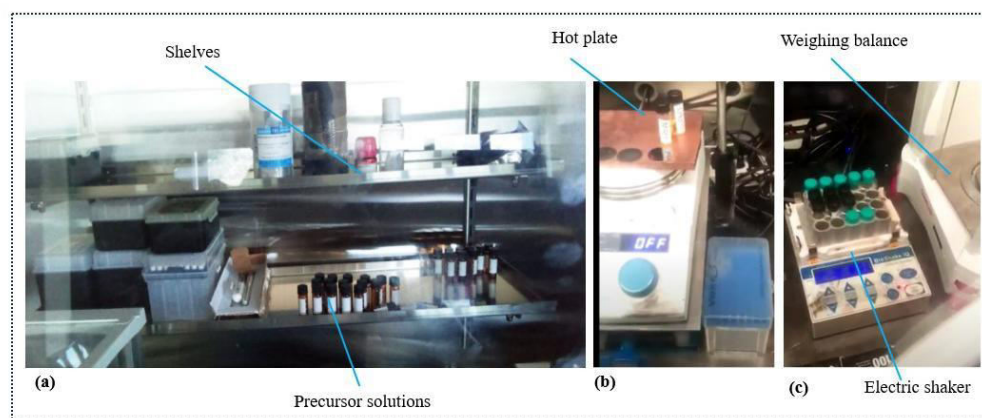 Shelves
Hot plate
Weighing balance
OFF
(a)
(b)
(c)
Precursor solutions
Electric shaker